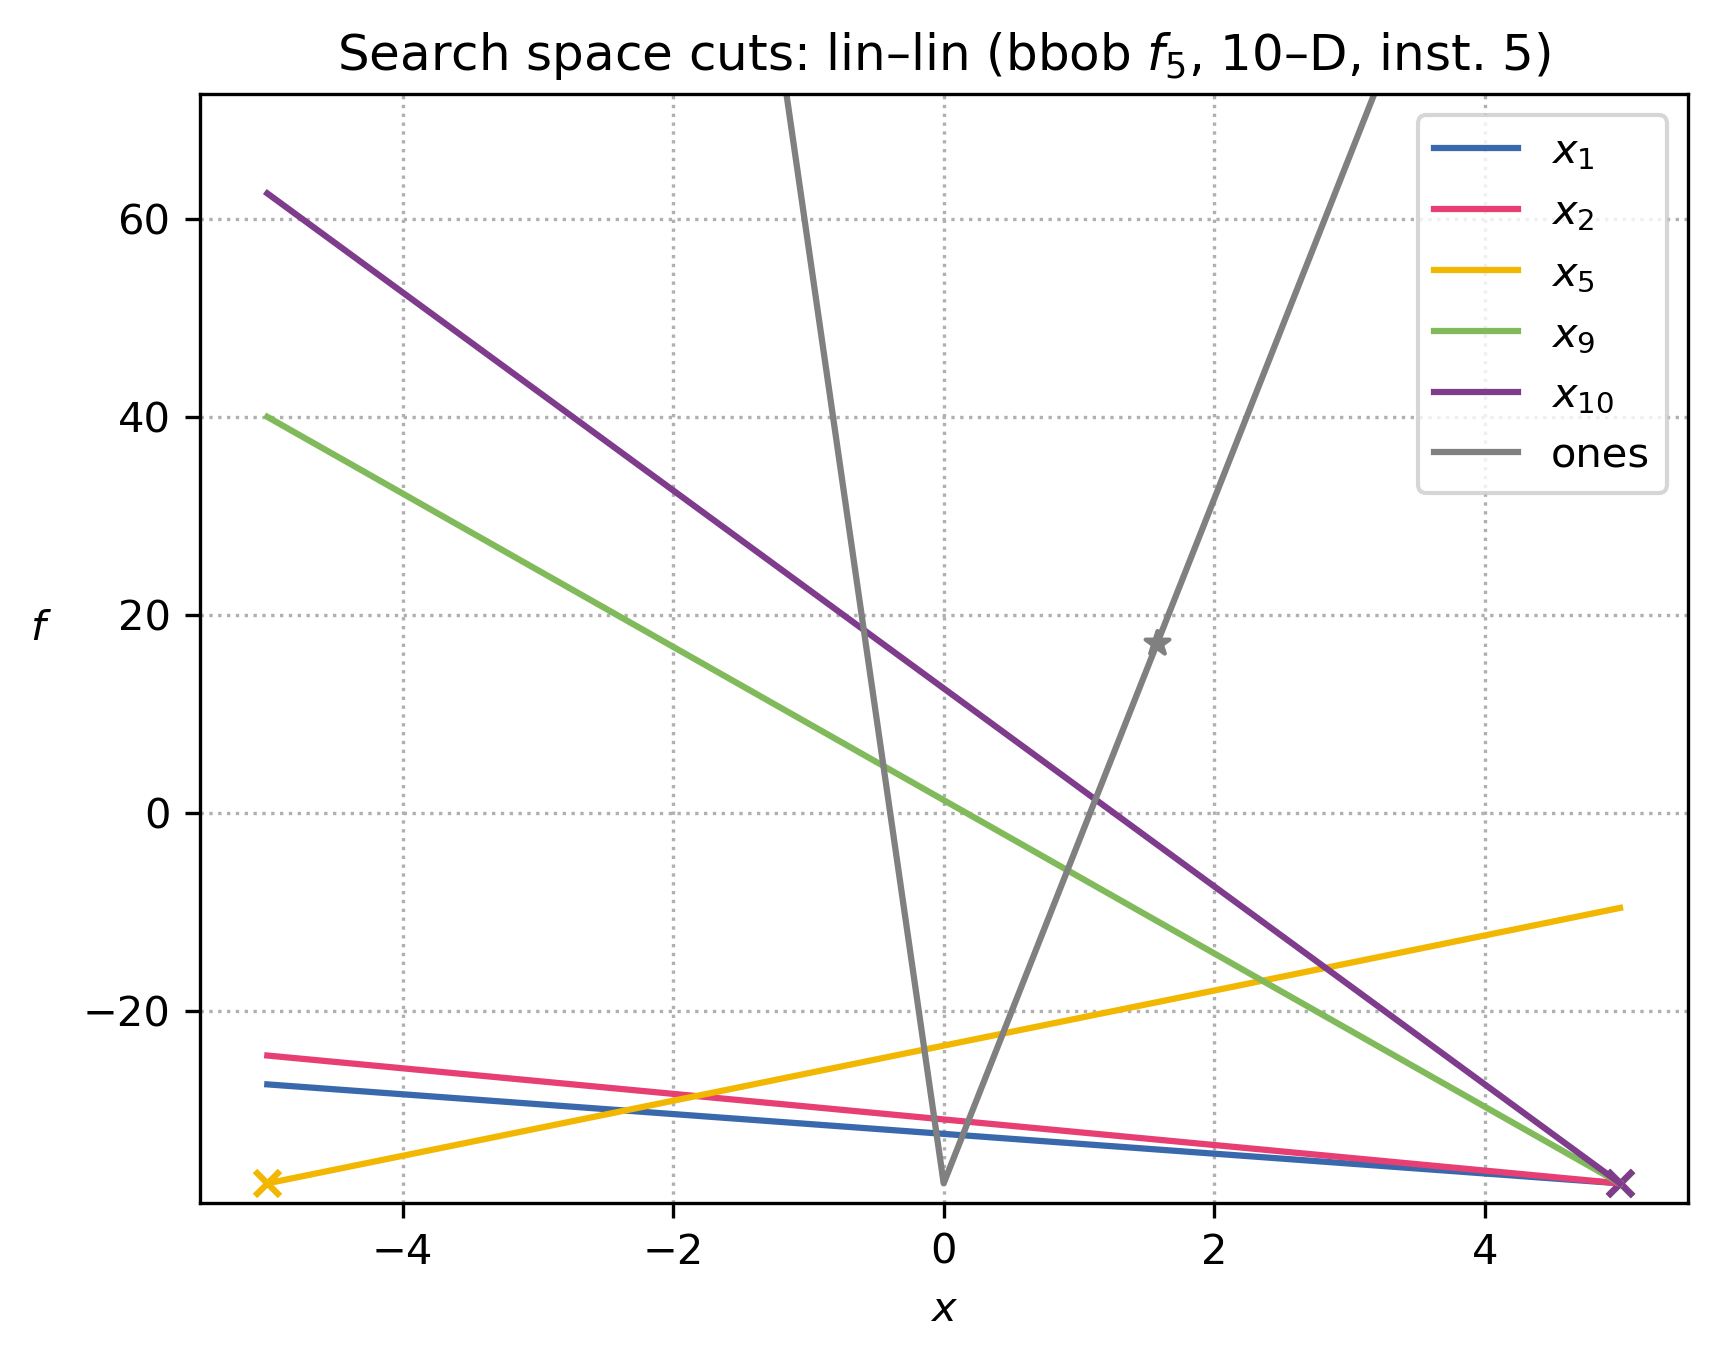 Search space cuts: lin–lin (bbob f₅, 10–D, inst. 5)
x₁
x₂
x₅
x₉
x₁₀
ones
60
40
20
0
−20
f
−4 −2 0 2 4
x